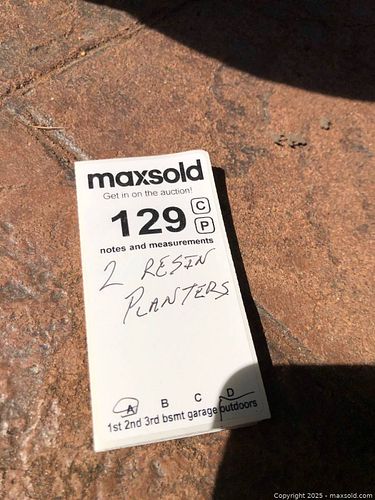 maxsold
Get in on the auction!
129 C
P
notes and measurements
2 RESIN
PLANTERS
A B C D
1st 2nd 3rd bsmt garage outdoors
Copyright © 2025 - maxsold.com